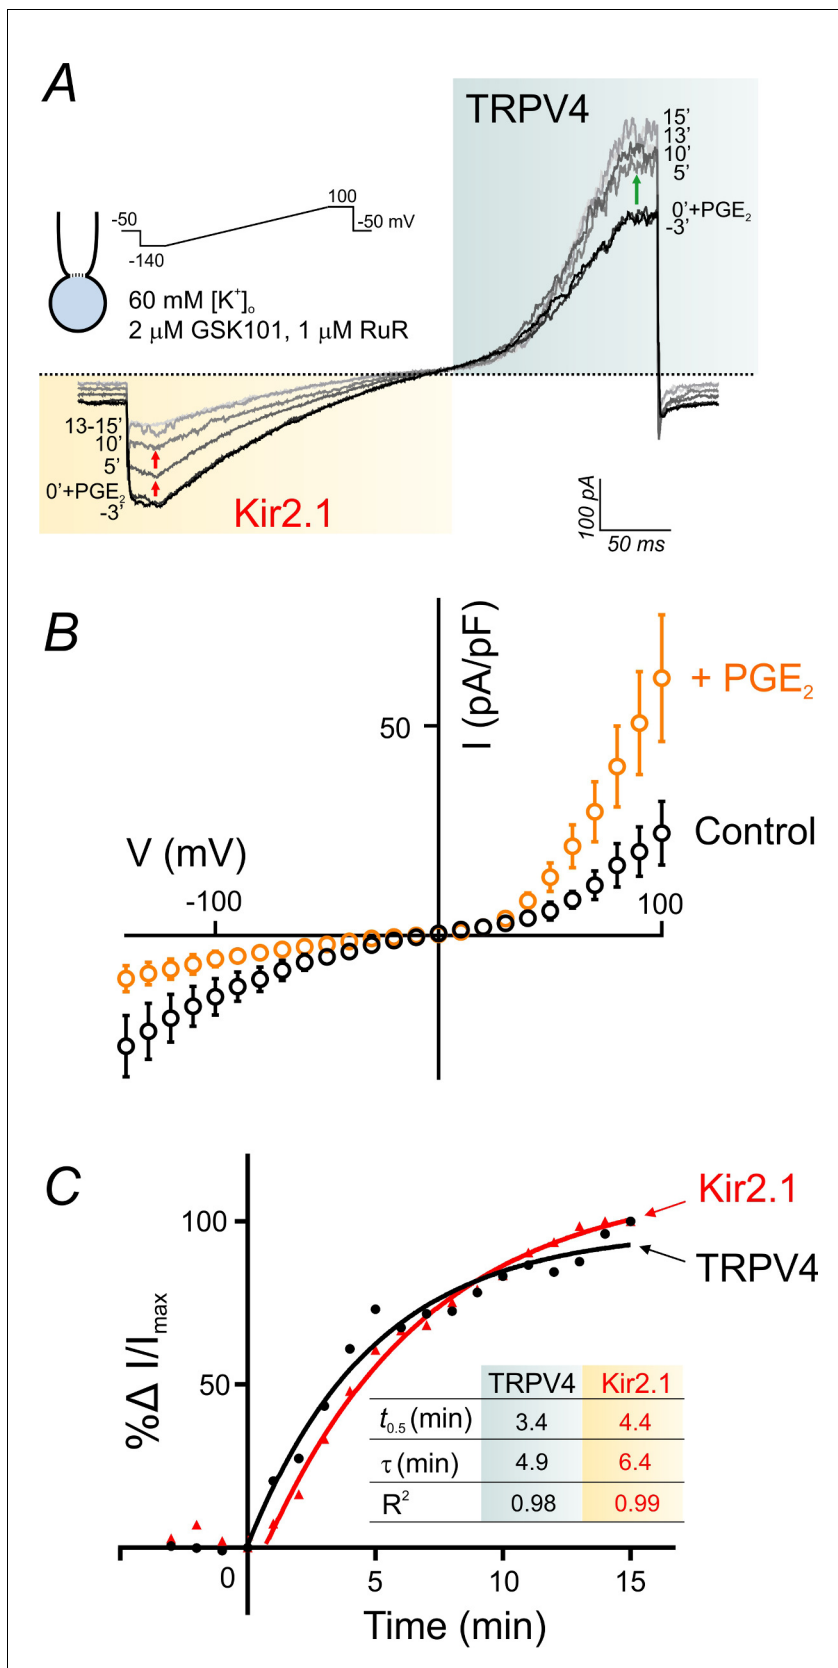 A
TRPV4
15'
13'
10'
5'
0'+PGE₂
-3'
-50
100
-50 mV
-140
60 mM [K⁺]ₒ
2 μM GSK101, 1 μM RuR
13-15'
10'
5'
0'+PGE₂
-3'
Kir2.1
100 pA
50 ms
B
I (pA/pF)
+ PGE₂
50
Control
V (mV)
-100
100
C
Kir2.1
100
TRPV4
%Δ I/Imax
50
TRPV4 Kir2.1
t0.5 (min) 3.4 4.4
τ (min) 4.9 6.4
R² 0.98 0.99
0 5 10 15
Time (min)